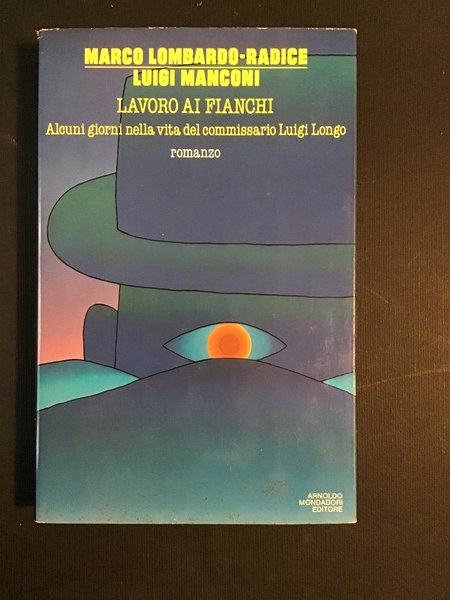 MARCO LOMBARDO-RADICE
LUIGI MANCONI
LAVORO AI FIANCHI
Alcuni giorni nella vita del commissario Luigi Longo
romanzo
ARNOLDO
MONDADORI
EDITORE